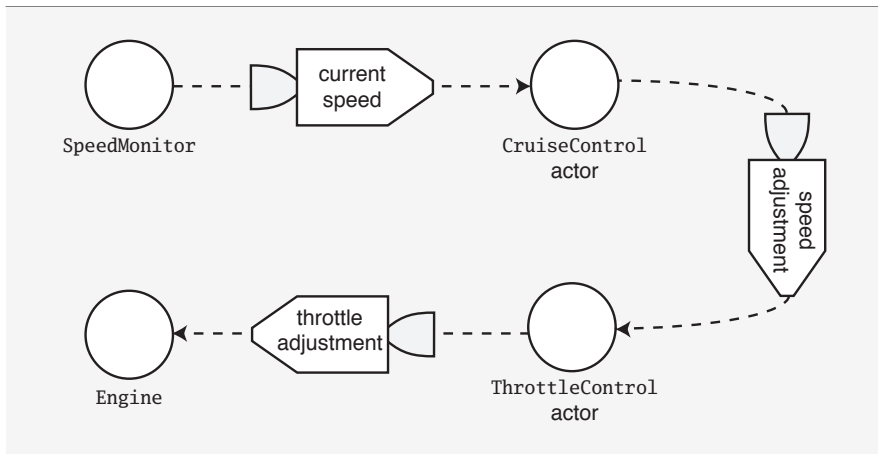 current
speed
SpeedMonitor
CruiseControl
actor
speed
adjustment
throttle
adjustment
Engine
ThrottleControl
actor